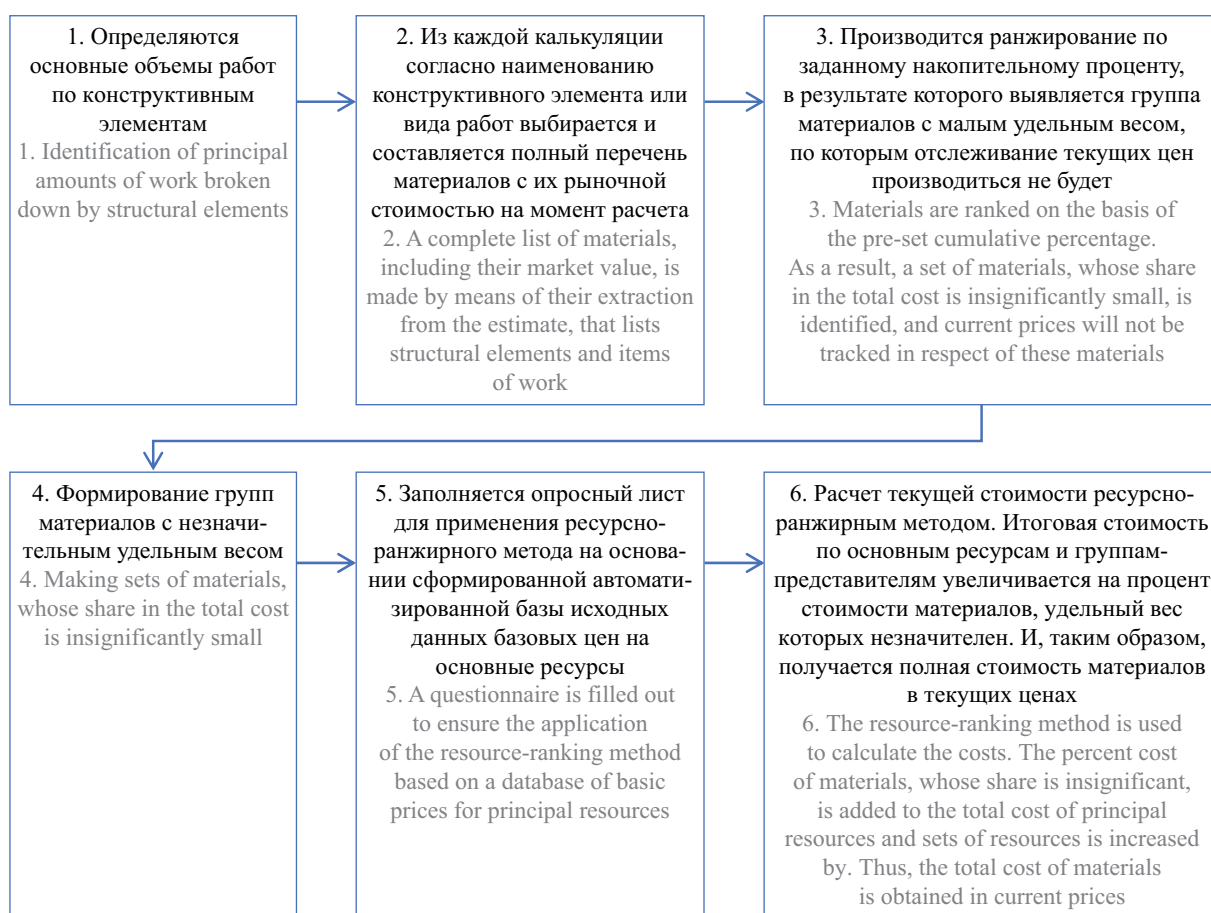 1. Определяются
основные объемы работ
по конструктивным
элементам
1. Identification of principal
amounts of work broken
down by structural elements
2. Из каждой калькуляции
согласно наименованию
конструктивного элемента или
вида работ выбирается и
составляется полный перечень
материалов с их рыночной
стоимостью на момент расчета
2. A complete list of materials,
including their market value, is
made by means of their extraction
from the estimate, that lists
structural elements and items
of work
3. Производится ранжирование по
заданному накопительному проценту,
в результате которого выявляется группа
материалов с малым удельным весом,
по которым отслеживание текущих цен
производиться не будет
3. Materials are ranked on the basis of
the pre-set cumulative percentage.
As a result, a set of materials, whose share
in the total cost is insignificantly small, is
identified, and current prices will not be
tracked in respect of these materials
4. Формирование групп
материалов с незначи-
тельным удельным весом
4. Making sets of materials,
whose share in the total cost
is insignificantly small
5. Заполняется опросный лист
для применения ресурсно-
ранжирного метода на основа-
нии сформированной автомати-
зированной базы исходных
данных базовых цен на
основные ресурсы
5. A questionnaire is filled out
to ensure the application
of the resource-ranking method
based on a database of basic
prices for principal resources
6. Расчет текущей стоимости ресурсно-
ранжирным методом. Итоговая стоимость
по основным ресурсам и группам-
представителям увеличивается на процент
стоимости материалов, удельный вес
которых незначителен. И, таким образом,
получается полная стоимость материалов
в текущих ценах
6. The resource-ranking method is used
to calculate the costs. The percent cost
of materials, whose share is insignificant,
is added to the total cost of principal
resources and sets of resources is increased
by. Thus, the total cost of materials
is obtained in current prices